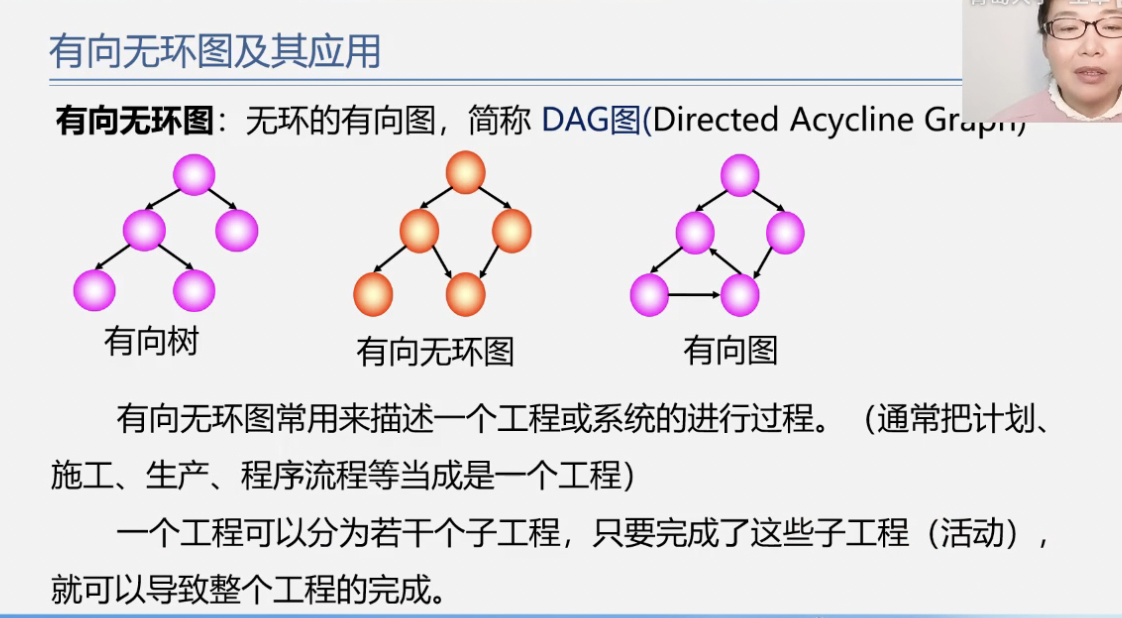 有向无环图及其应用
有向无环图：无环的有向图，简称 DAG图(Directed Acycline Graph)
有向树
有向无环图
有向图
有向无环图常用来描述一个工程或系统的进行过程。（通常把计划、
施工、生产、程序流程等当成是一个工程）
一个工程可以分为若干个子工程，只要完成了这些子工程（活动），
就可以导致整个工程的完成。